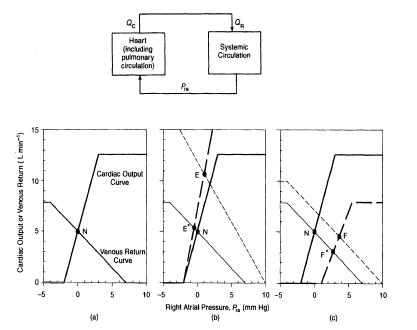 Q_C
Q_R
Heart
(including
pulmonary
circulation)
Systemic
Circulation
P_ra
Cardiac Output or Venous Return ( L min⁻¹)
15
10
5
0
Cardiac Output
Curve
N
Venous Return
Curve
E
E'
N
N
F
F'
-5 0 5 10
-5 0 5 10
-5 0 5 10
Right Atrial Pressure, P_ra (mm Hg)
(a)
(b)
(c)